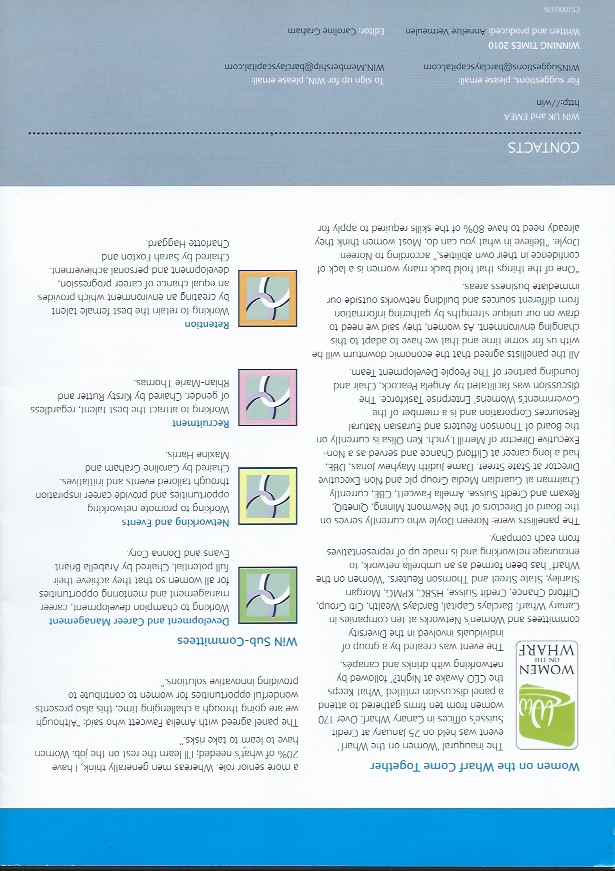 Women on the Wharf Come Together
Ww
WOMEN
ON THE
WHARF
The inaugural 'Women on the Wharf'
event was held on 25 January at Credit
Suisse's offices in Canary Wharf. Over 170
women from ten firms gathered to attend
a panel discussion entitled 'What Keeps
the CEO Awake at Night?' followed by
networking with drinks and canapés.
The event was created by a group of
individuals involved in the Diversity
committees and Women's Networks at ten companies in
Canary Wharf: Barclays Capital, Barclays Wealth, Citi Group,
Clifford Chance, Credit Suisse, HSBC, KPMG, Morgan
Stanley, State Street and Thomson Reuters. 'Women on the
Wharf' has been formed as an umbrella network, to
encourage networking and is made up of representatives
from each company.
The panellists were: Noreen Doyle who currently serves on
the Board of Directors of the Newmont Mining, QinetiQ,
Rexam and Credit Suisse. Amelia Fawcett, CBE, currently
Chairman at Guardian Media Group plc and Non-Executive
Director at State Street. Dame Judith Mayhew Jonas, DBE,
had a long career at Clifford Chance and served as a Non-
Executive Director of Merrill Lynch. Ken Olisa is currently on
the Board of Thomson Reuters and Eurasian Natural
Resources Corporation and is a member of the
Government's Womens' Enterprise Taskforce. The
discussion was facilitated by Angela Peacock, Chair and
founding partner of The People Development Team.
All the panellists agreed that the economic downturn will be
with us for some time and that we have to adapt to this
changing environment. As women, they said we need to
draw on our unique strengths by gathering information
from different sources and building networks outside our
immediate business areas.
"One of the things that hold back many women is a lack of
confidence in their own abilities," according to Noreen
Doyle. "Believe in what you can do. Most women think they
already need to have 80% of the skills required to apply for
a more senior role. Whereas men generally think, I have
20% of what's needed; I'll learn the rest on the job. Women
have to learn to take risks."
The panel agreed with Amelia Fawcett who said: "Although
we are going through a challenging time, this also presents
wonderful opportunities for women to contribute to
providing innovative solutions."
WiN Sub-Committees
Development and Career Management
Working to champion development, career
management and mentoring opportunities
for all women so that they achieve their
full potential. Chaired by Arabella Briant-
Evans and Donna Cory.
Networking and Events
Working to promote networking
opportunities and provide career inspiration
through tailored events and initiatives.
Chaired by Caroline Graham and
Maxine Harris.
Recruitment
Working to attract the best talent, regardless
of gender. Chaired by Kirsty Rutter and
Rhian-Marie Thomas.
Retention
Working to retain the best female talent
by creating an environment which provides
an equal chance of career progression,
development and personal achievement.
Chaired by Sarah Foxton and
Charlotte Haggard.
CONTACTS
WiN UK and EMEA
http://win
For suggestions, please email:
WINSuggestions@barclayscapital.com
To sign up for WiN, please email:
WIN.Membership@barclayscapital.com
WiNNING TIMES 2010
Written and produced: Annelize Vermeulen
Editor: Caroline Graham
CS1000376